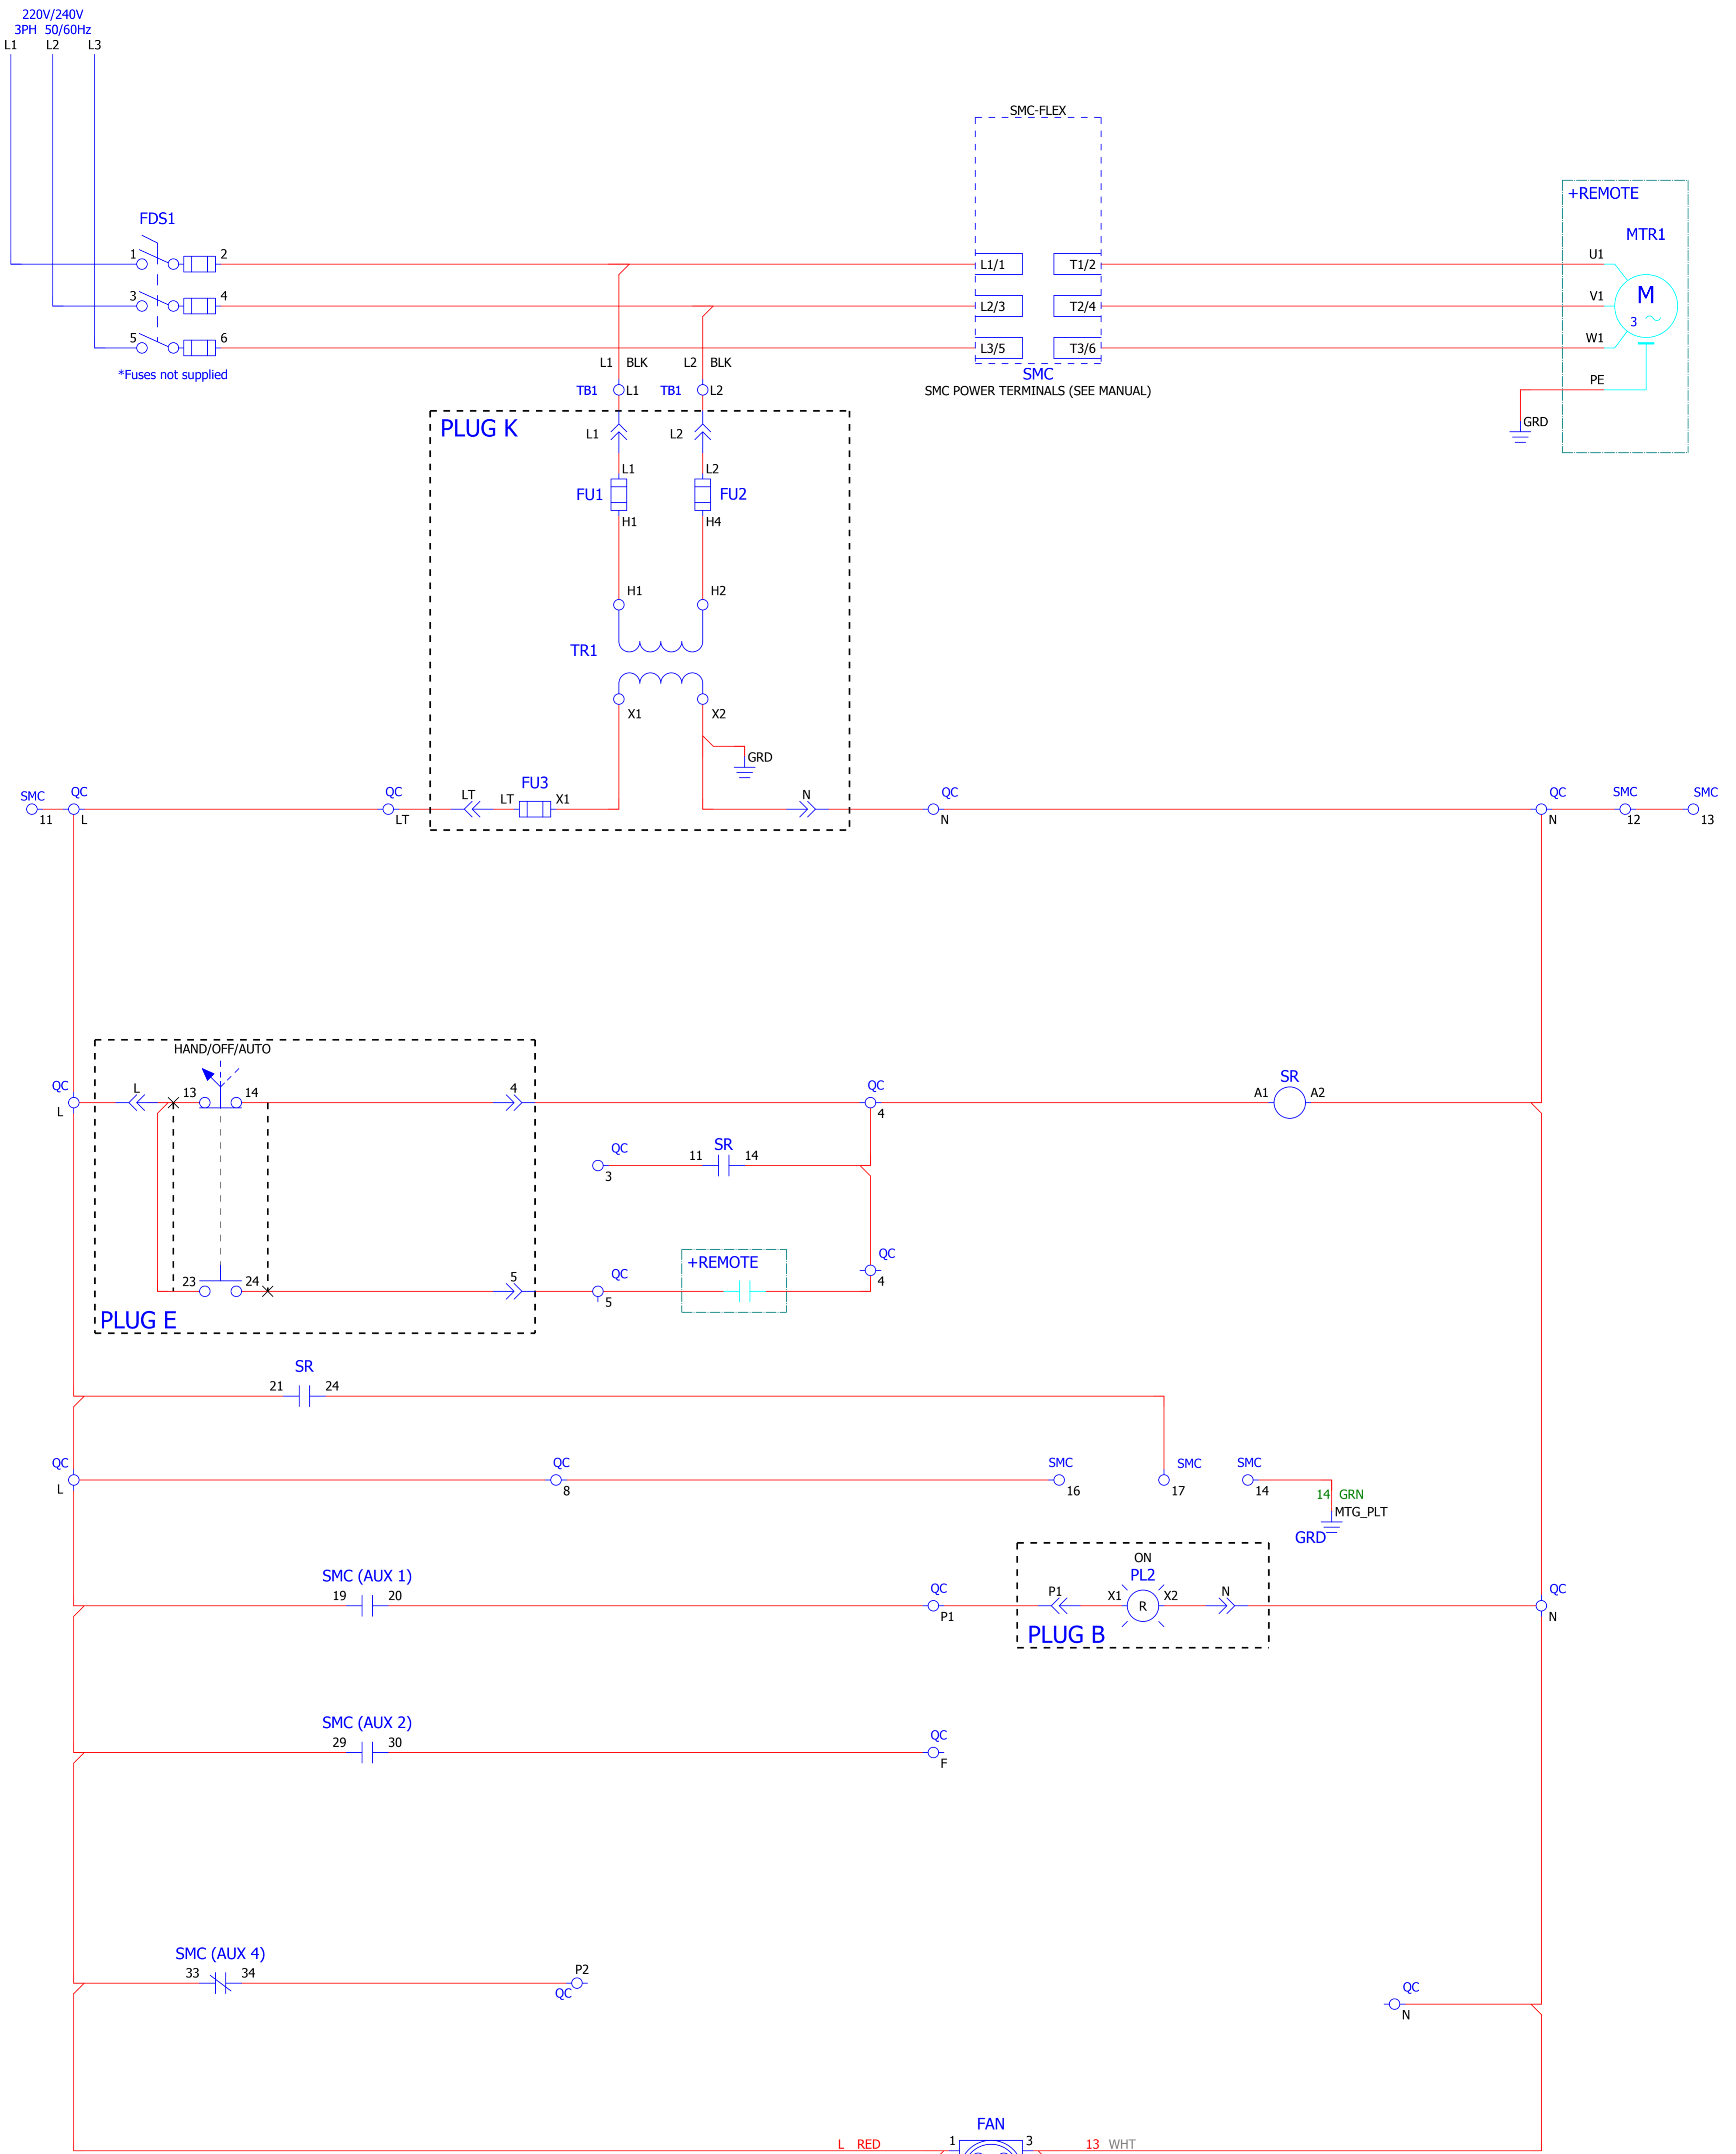 220V/240V
3PH 50/60Hz
L1 L2 L3
SMC-FLEX
+REMOTE
FDS1
MTR1
1 2 L1/1 T1/2 U1
3 4 L2/3 T2/4 V1 M
3
5 6 L3/5 T3/6 W1
*Fuses not supplied
L1 BLK L2 BLK
SMC
SMC POWER TERMINALS (SEE MANUAL)
PE
TB1 L1 TB1 L2
GRD
PLUG K
L1 L2
L1 L2
FU1 FU2
H1 H4
H1 H2
TR1
X1 X2
GRD
FU3
SMC QC QC LT LT X1 N QC QC SMC SMC
11 L LT N N 12 13
HAND/OFF/AUTO
QC L 13 14 4 QC SR
L 4 A1 A2
QC SR
3 11 14
+REMOTE
QC
4
23 24 5 QC
5
PLUG E
SR
21 24
QC QC SMC SMC SMC
L 8 16 17 14
14 GRN
MTG_PLT
GRD
ON
SMC (AUX 1) PL2
19 20 QC P1 X1 R X2 N QC
P1 N
PLUG B
SMC (AUX 2)
29 30 QC
F
SMC (AUX 4)
33 34 P2
QC
QC
N
FAN
L RED 1 3 13 WHT